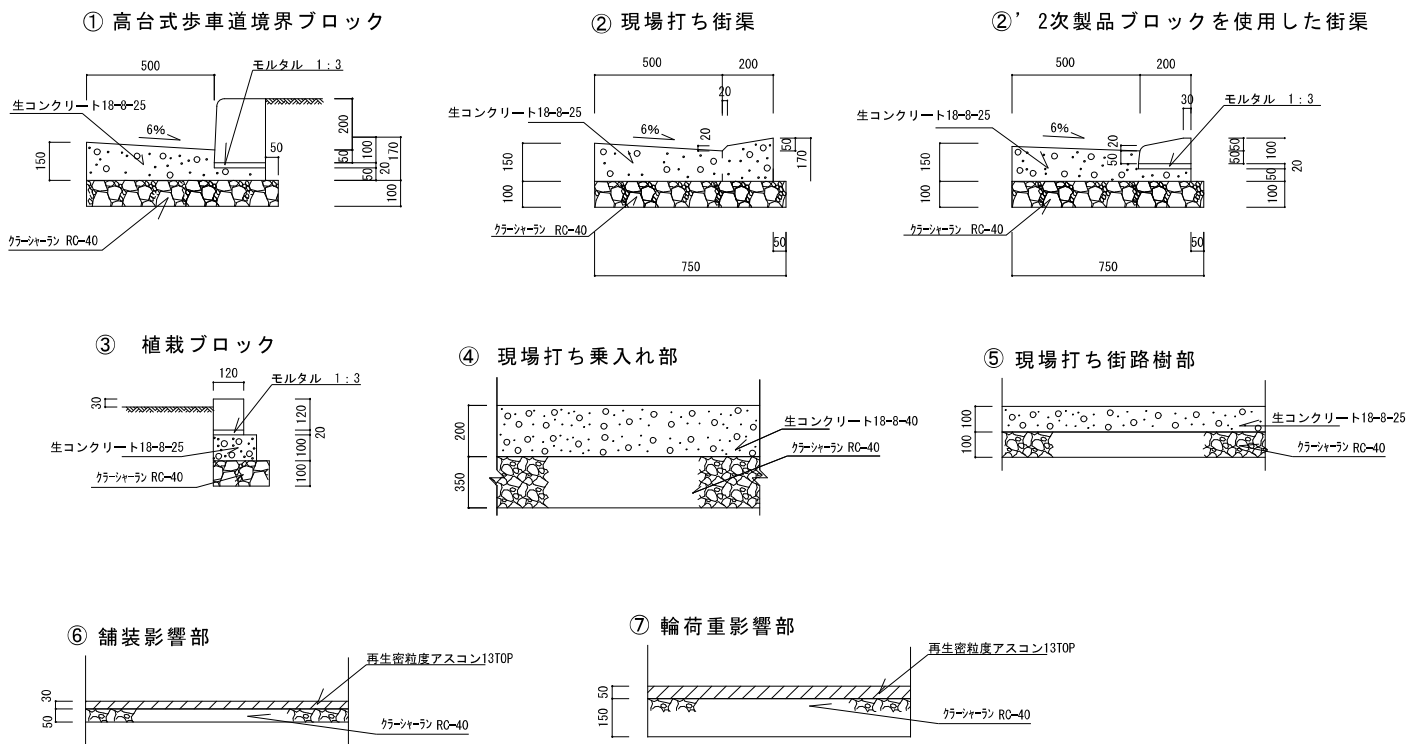 ① 高台式歩車道境界ブロック
500
モルタル 1：3
生コンクリート18-8-25
6%
150
200
50
50
100
170
50
20
100
クラーシャーラン RC-40
② 現場打ち街渠
500
200
20
生コンクリート18-8-25
6%
20
50
150
170
100
クラーシャーラン RC-40
50
750
②’ 2次製品ブロックを使用した街渠
500
200
30
モルタル 1：3
生コンクリート18-8-25
6%
20
50
150
50
50
100
20
50
100
100
クラーシャーラン RC-40
50
750
③ 植栽ブロック
120
モルタル 1：3
30
120
20
生コンクリート18-8-25
100
クラーシャーラン RC-40
100
④ 現場打ち乗入れ部
200
生コンクリート18-8-40
クラーシャーラン RC-40
350
⑤ 現場打ち街路樹部
100
生コンクリート18-8-25
100
クラーシャーラン RC-40
⑥ 舗装影響部
再生密粒度アスコン13TOP
30
50
クラーシャーラン RC-40
⑦ 輪荷重影響部
再生密粒度アスコン13TOP
50
150
クラーシャーラン RC-40